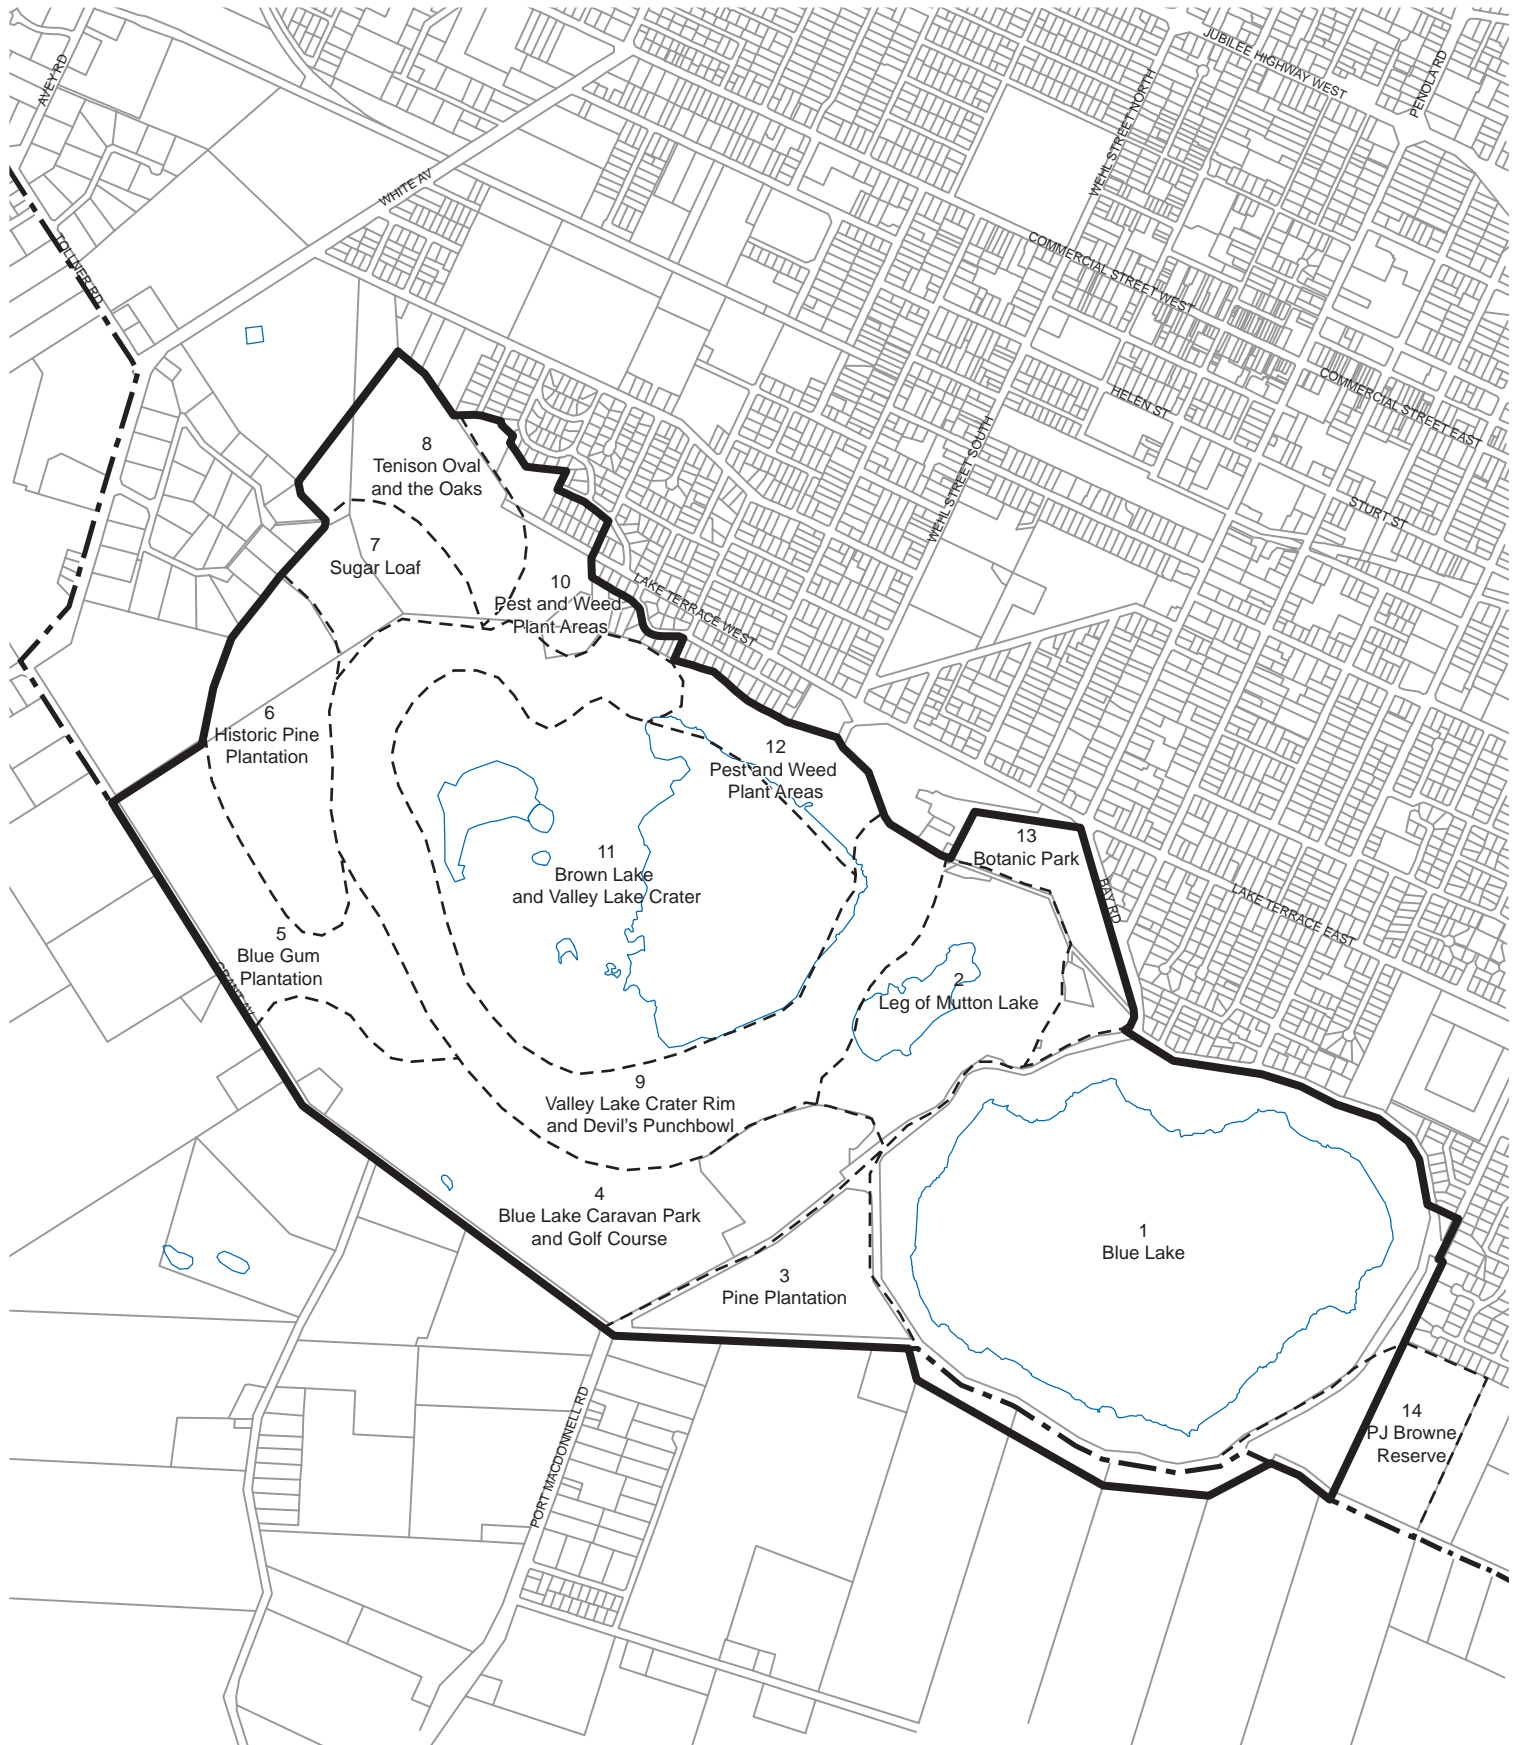 JUBILEE HIGHWAY WEST
PENOLA RD
AVEY RD
WEHL STREET NORTH
WHITE AV
TOLLNER RD
COMMERCIAL STREET WEST
COMMERCIAL STREET EAST
HELEN ST
WEHL STREET SOUTH
STURT ST
8
Tenison Oval
and the Oaks
7
Sugar Loaf
10
Pest and Weed
Plant Areas
LAKE TERRACE WEST
6
Historic Pine
Plantation
12
Pest and Weed
Plant Areas
13
Botanic Park
11
Brown Lake
and Valley Lake Crater
BAY RD
LAKE TERRACE EAST
5
Blue Gum
Plantation
GRANT AV
2
Leg of Mutton Lake
9
Valley Lake Crater Rim
and Devil's Punchbowl
4
Blue Lake Caravan Park
and Golf Course
1
Blue Lake
3
Pine Plantation
PORT MACDONNELL RD
14
PJ Browne
Reserve